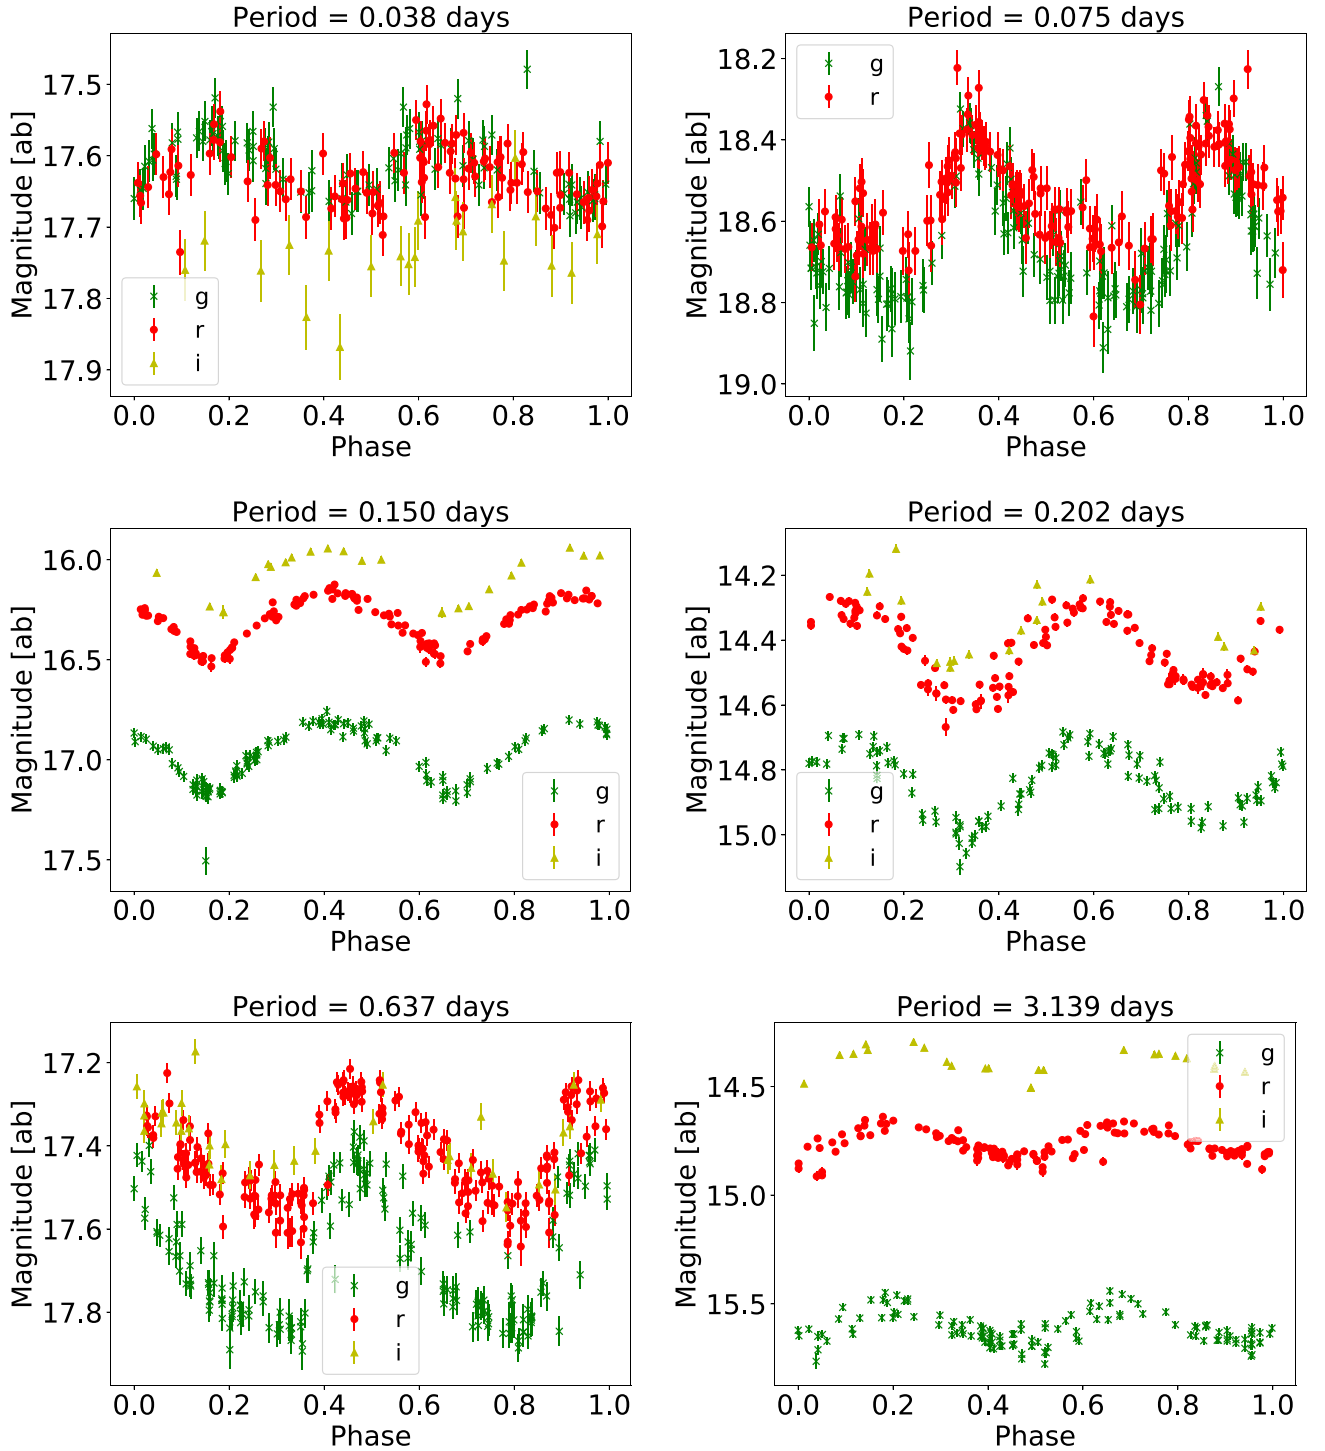 Period = 0.038 days
Magnitude [ab]
17.5
17.6
17.7
17.8
17.9
g
r
i
0.0 0.2 0.4 0.6 0.8 1.0
Phase
Period = 0.075 days
Magnitude [ab]
18.2
18.4
18.6
18.8
19.0
g
r
0.0 0.2 0.4 0.6 0.8 1.0
Phase
Period = 0.150 days
Magnitude [ab]
16.0
16.5
17.0
17.5
g
r
i
0.0 0.2 0.4 0.6 0.8 1.0
Phase
Period = 0.202 days
Magnitude [ab]
14.2
14.4
14.6
14.8
15.0
g
r
i
0.0 0.2 0.4 0.6 0.8 1.0
Phase
Period = 0.637 days
Magnitude [ab]
17.2
17.4
17.6
17.8
g
r
i
0.0 0.2 0.4 0.6 0.8 1.0
Phase
Period = 3.139 days
Magnitude [ab]
14.5
15.0
15.5
g
r
i
0.0 0.2 0.4 0.6 0.8 1.0
Phase